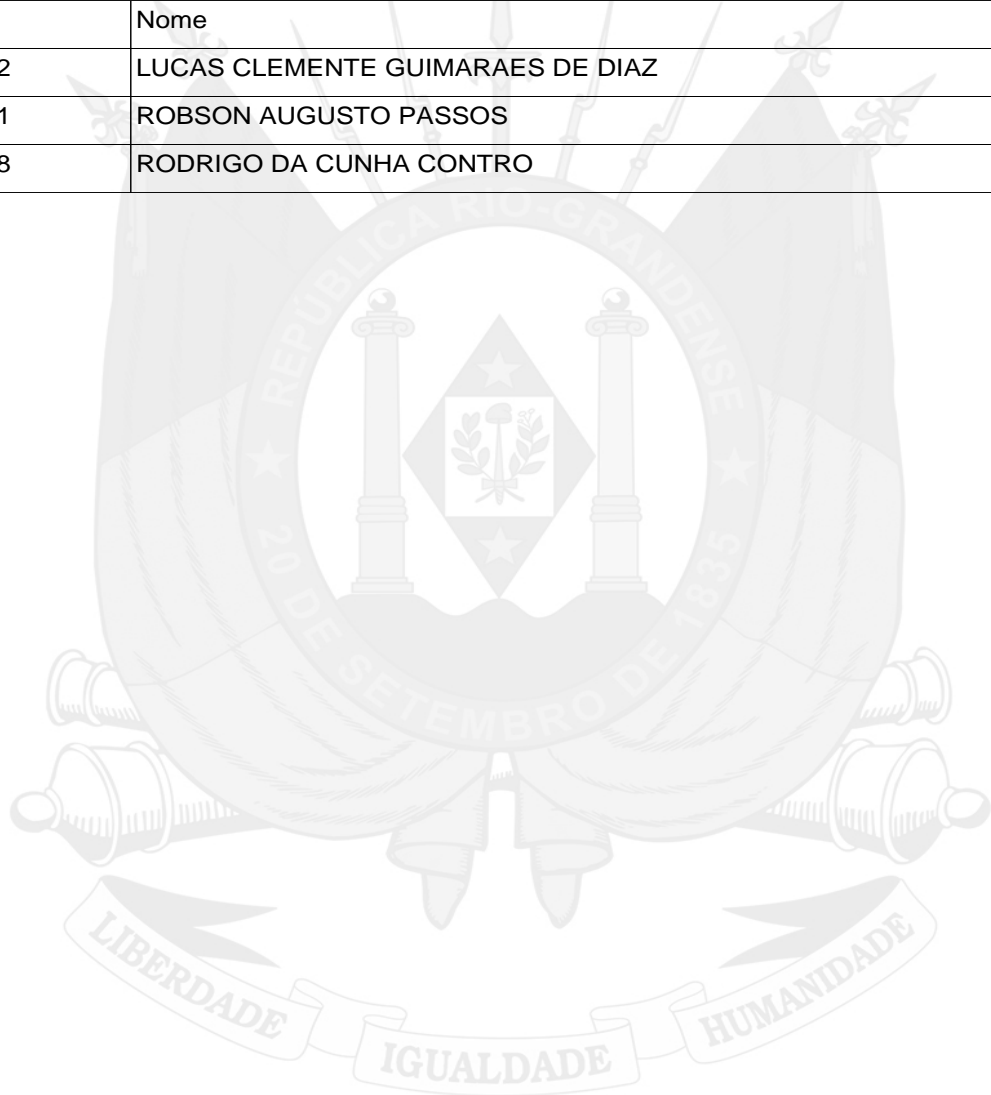 Nome
2 LUCAS CLEMENTE GUIMARAES DE DIAZ
1 ROBSON AUGUSTO PASSOS
8 RODRIGO DA CUNHA CONTRO
REPÚBLICA RIO-GRANDENSE
★ 20 DE SETEMBRO DE 1835 ★
LIBERDADE IGUALDADE HUMANIDADE